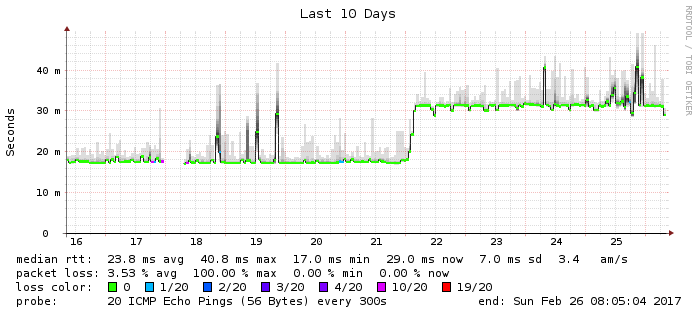 Last 10 Days
RRDTOOL / TOBI OETIKER
Seconds
40 m
30 m
20 m
10 m
0
16 17 18 19 20 21 22 23 24 25
median rtt: 23.8 ms avg 40.8 ms max 17.0 ms min 29.0 ms now 7.0 ms sd 3.4 am/s
packet loss: 3.53 % avg 100.00 % max 0.00 % min 0.00 % now
loss color: 0 1/20 2/20 3/20 4/20 10/20 19/20
probe: 20 ICMP Echo Pings (56 Bytes) every 300s end: Sun Feb 26 08:05:04 2017